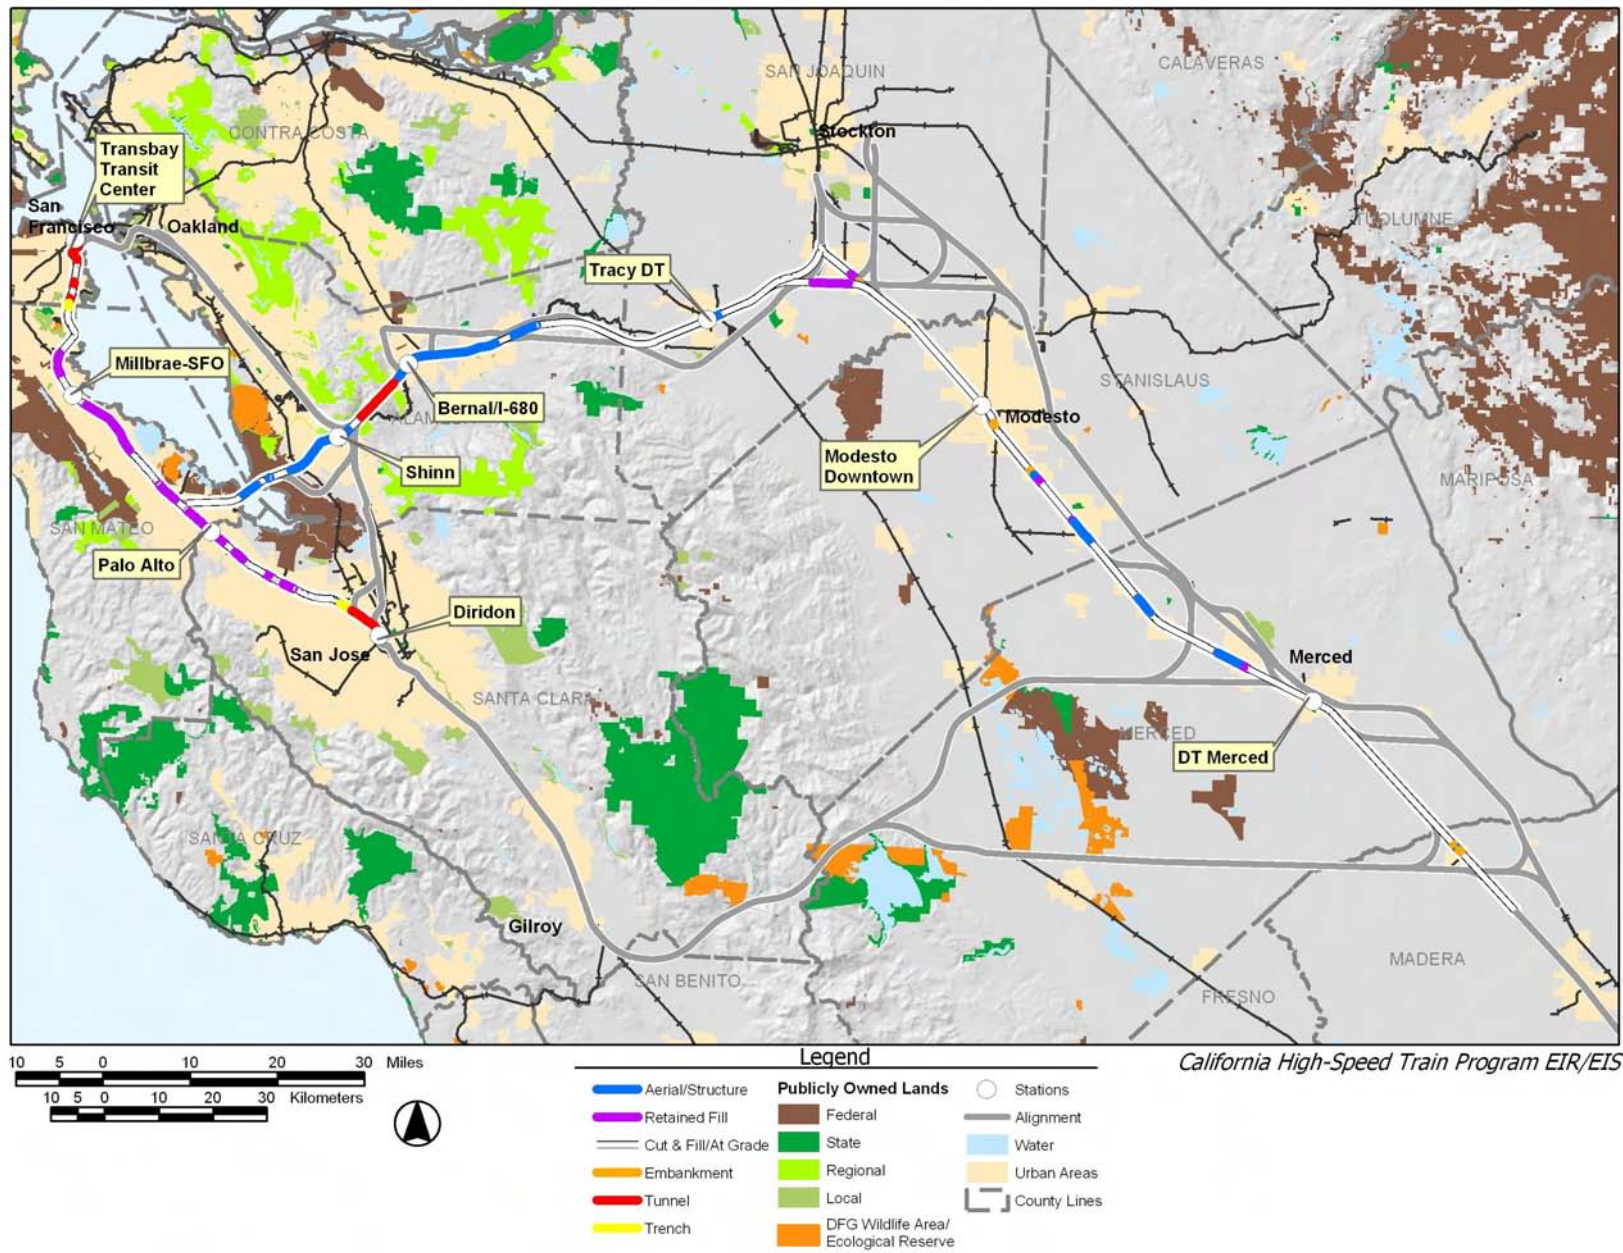 CALAVERAS
SAN JOAQUIN
CONTRA COSTA
Stockton
Transbay
Transit
Center
San
Francisco
Oakland
TUOLUMNE
Tracy DT
Millbrae-SFO
STANISLAUS
Bernal/I-680
ALAMEDA
Modesto
Shinn
Modesto
Downtown
MARIPOSA
SAN MATEO
Palo Alto
Diridon
San Jose
Merced
SANTA CLARA
MERCED
DT Merced
SANTA CRUZ
Gilroy
SAN BENITO
MADERA
FRESNO
10 5 0 10 20 30 Miles
10 5 0 10 20 30 Kilometers
Legend
California High-Speed Train Program EIR/EIS
Aerial/Structure
Retained Fill
Cut & Fill/At Grade
Embankment
Tunnel
Trench
Publicly Owned Lands
Federal
State
Regional
Local
DFG Wildlife Area/
Ecological Reserve
Stations
Alignment
Water
Urban Areas
County Lines